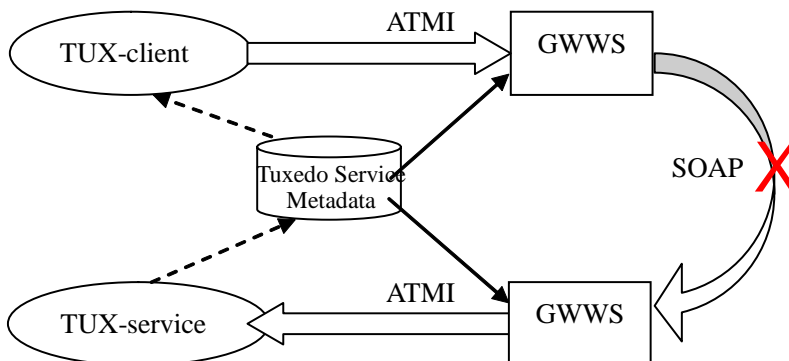 ATMI
TUX-client
GWWS
Tuxedo Service
Metadata
SOAP
ATMI
TUX-service
GWWS